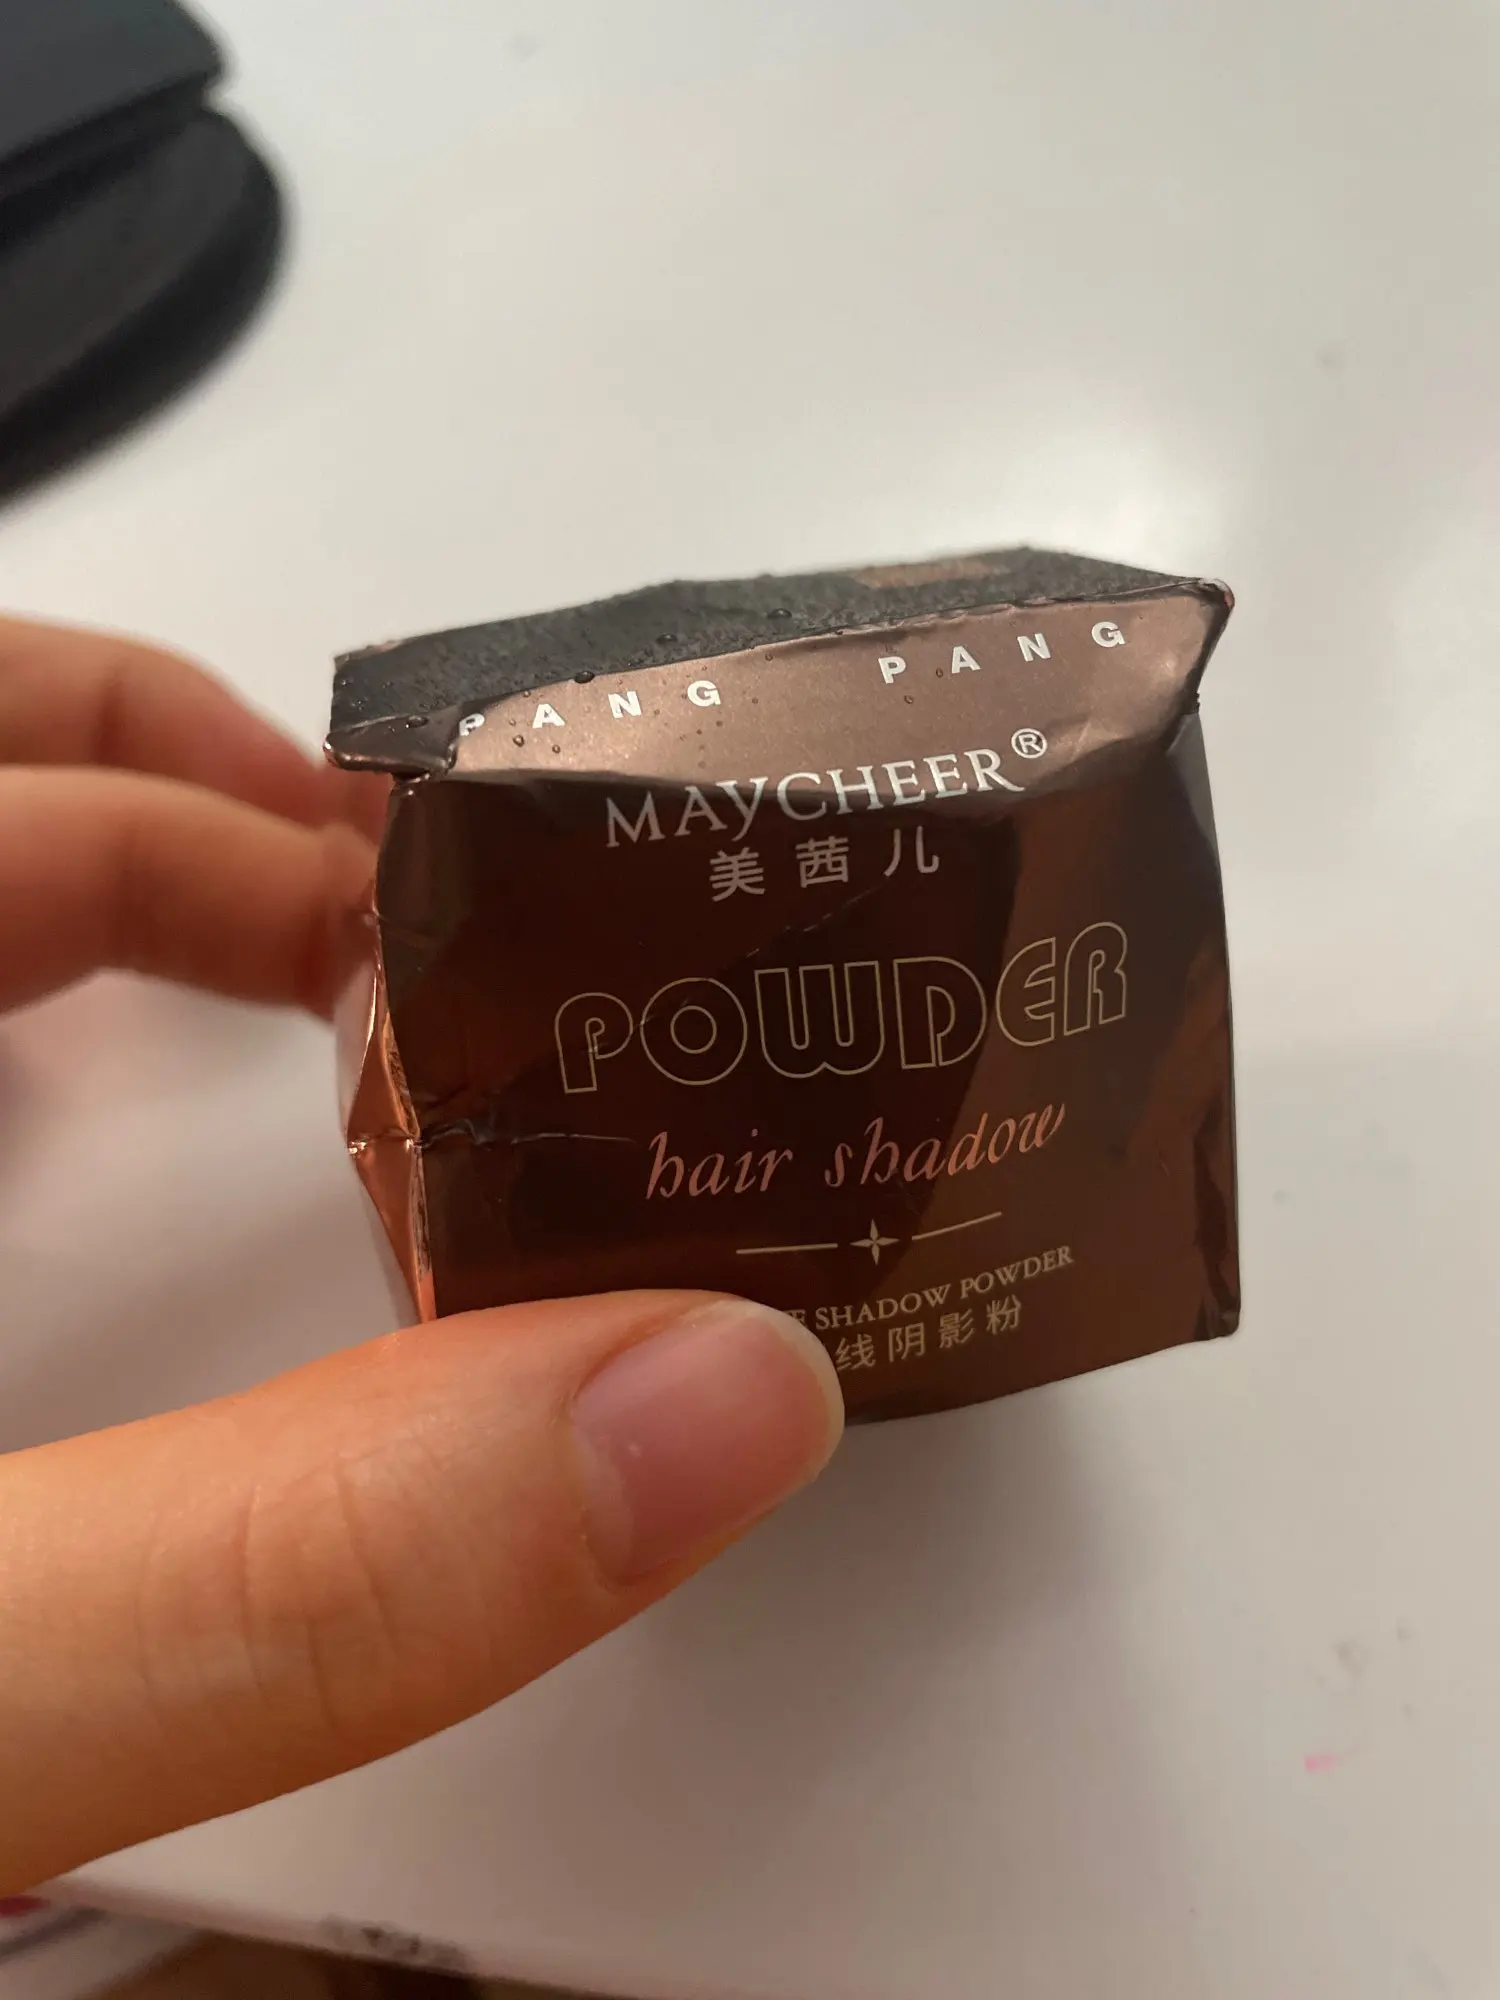 PANG PANG
MAYCHEER®
美茜儿
POWDER
hair shadow
SHADOW POWDER
线阴影粉